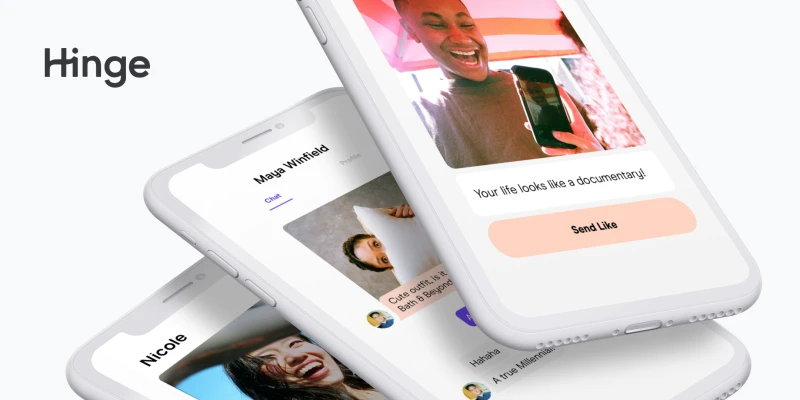 Hinge
Your life looks like a documentary!
Send Like
Maya Winfield
Chat
Profile
Cute outfit, is it
Bath & Beyond
Hahaha
A true Millennial
Nicole